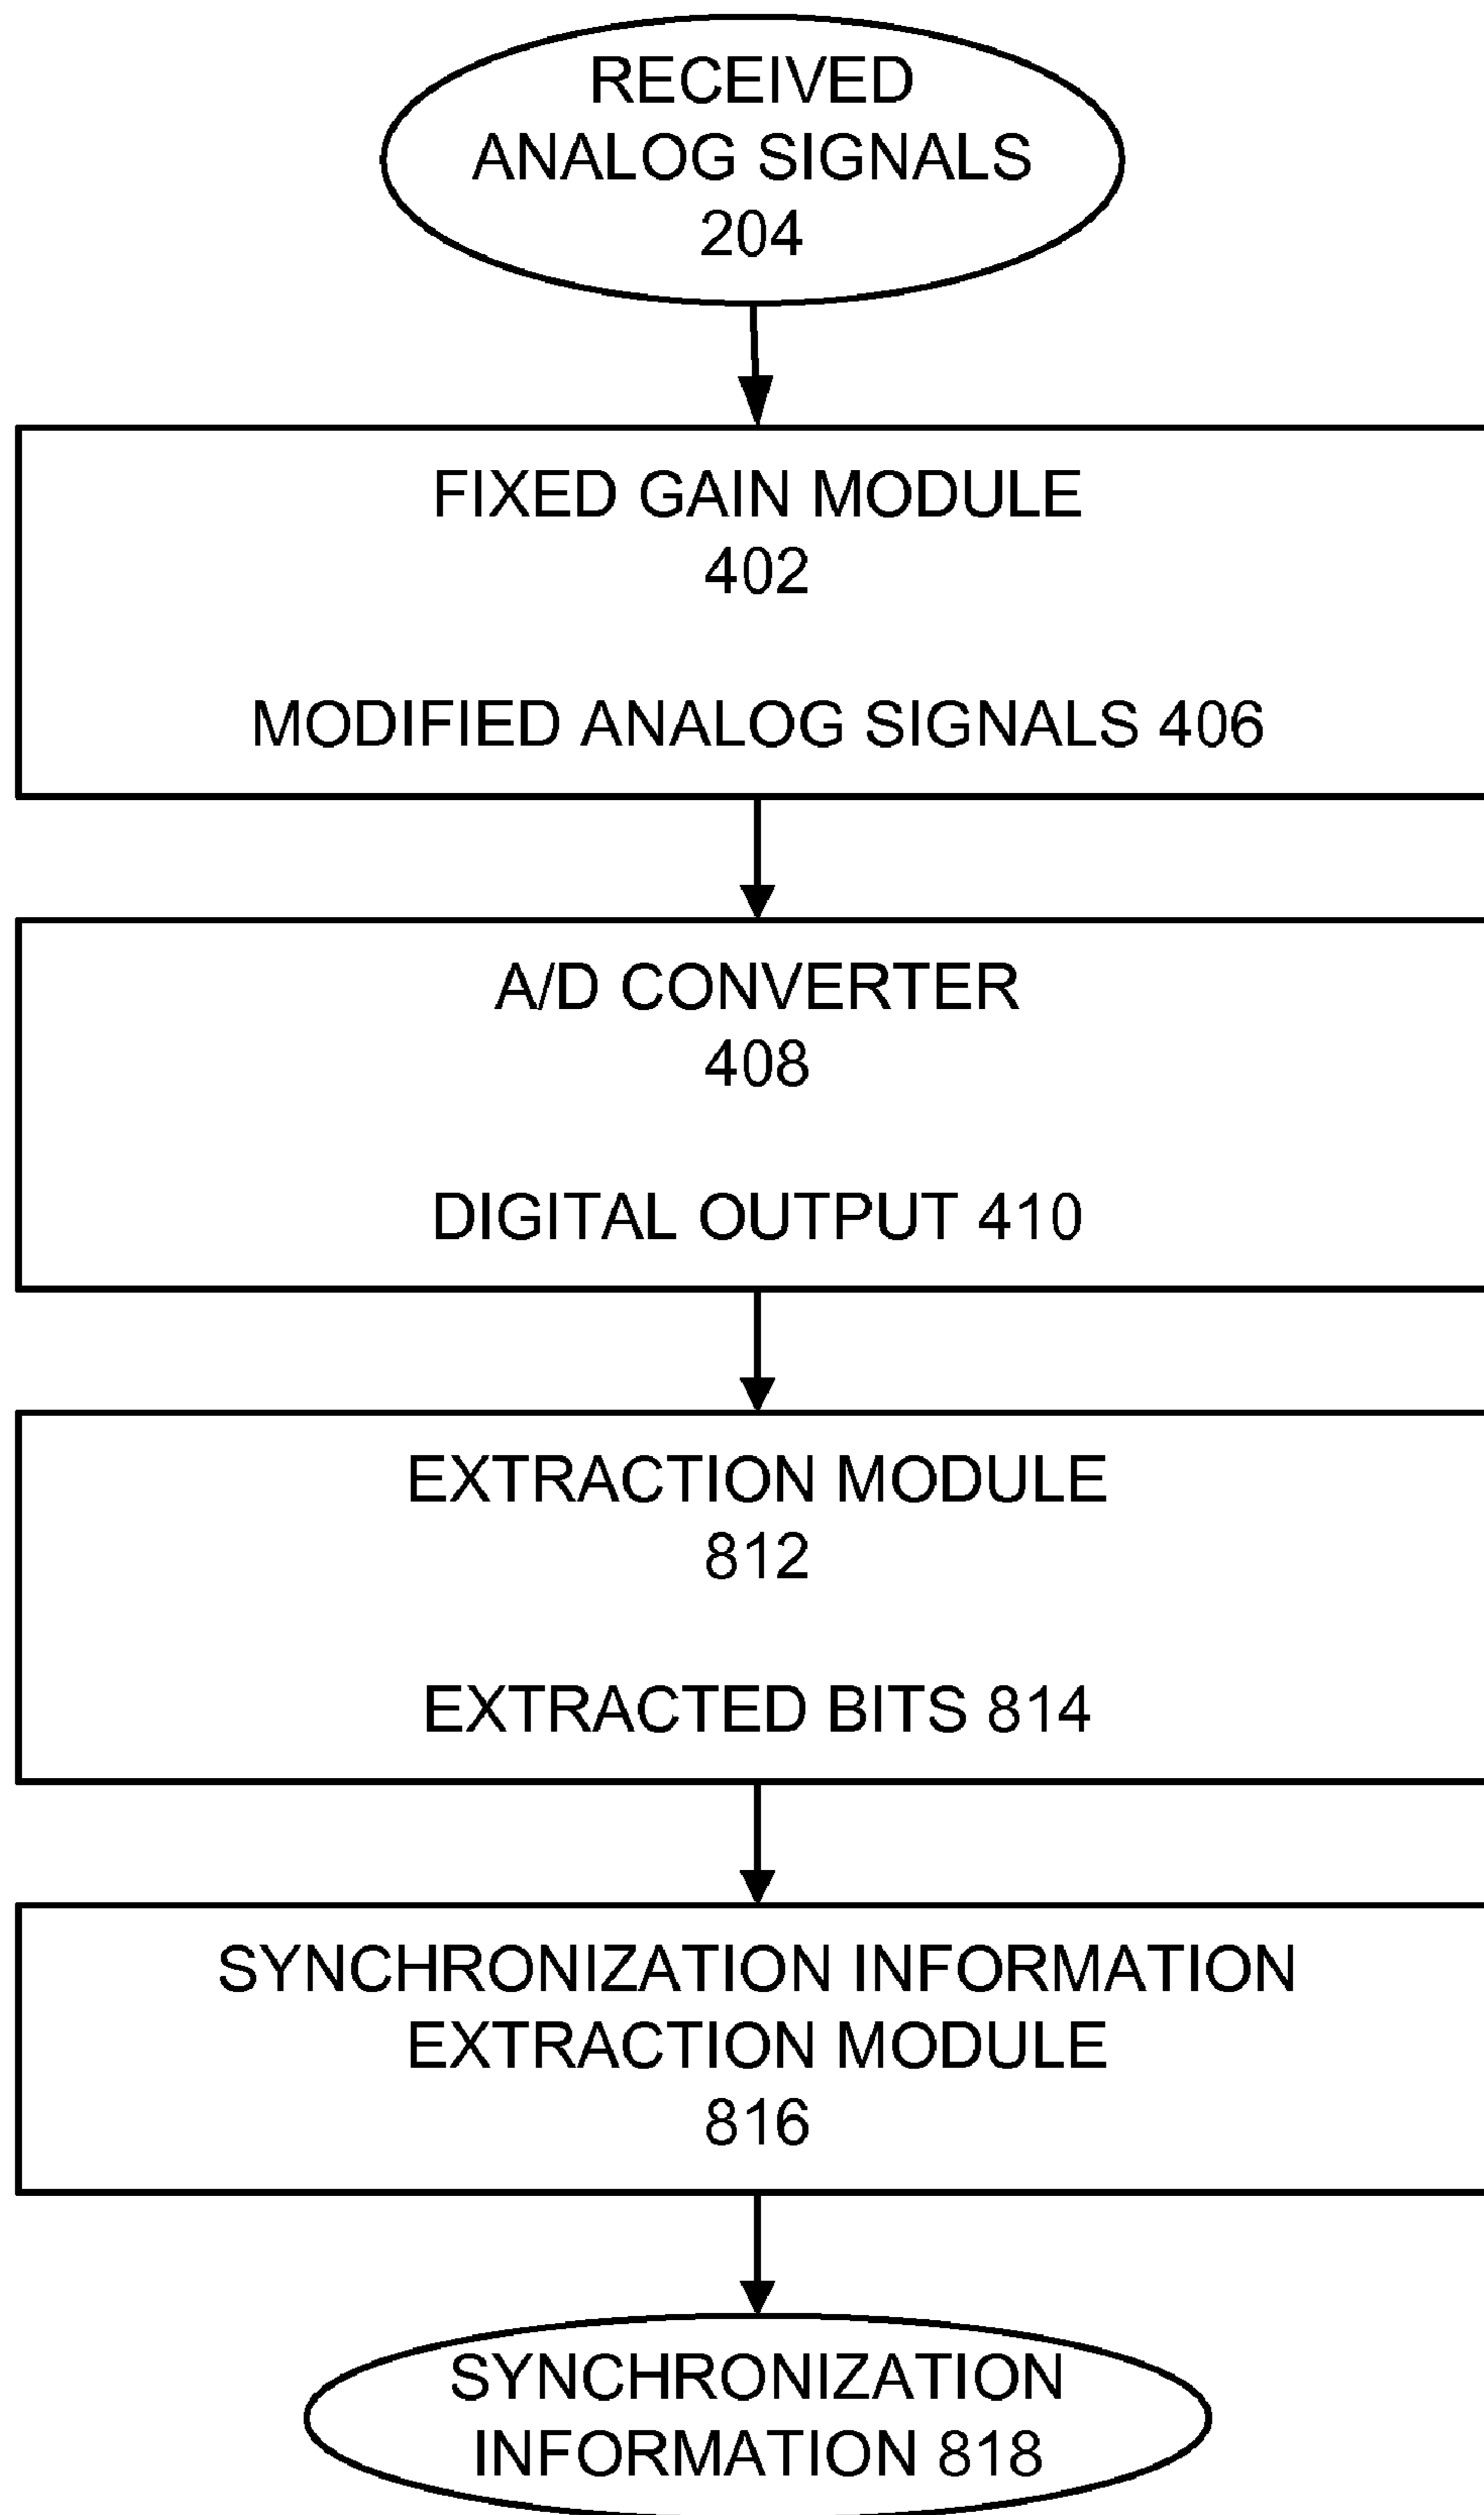 RECEIVED
ANALOG SIGNALS
204
FIXED GAIN MODULE
402
MODIFIED ANALOG SIGNALS 406
A/D CONVERTER
408
DIGITAL OUTPUT 410
EXTRACTION MODULE
812
EXTRACTED BITS 814
SYNCHRONIZATION INFORMATION
EXTRACTION MODULE
816
SYNCHRONIZATION
INFORMATION 818